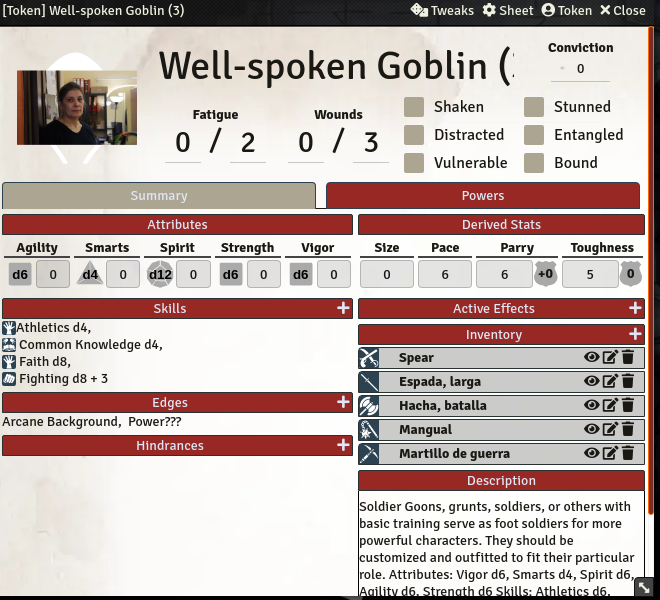 [Token] Well-spoken Goblin (3)
Tweaks Sheet Token Close
Well-spoken Goblin (
Conviction
0
Fatigue
0 / 2
Wounds
0 / 3
Shaken
Stunned
Distracted
Entangled
Vulnerable
Bound
Summary
Powers
Attributes
Agility Smarts Spirit Strength Vigor
d6 0 d4 0 d12 0 d6 0 d6 0
Derived Stats
Size Pace Parry Toughness
0 6 6 +0 5 0
Skills +
Athletics d4,
Common Knowledge d4,
Faith d8,
Fighting d8 + 3
Edges +
Arcane Background, Power???
Hindrances +
Active Effects +
Inventory +
Spear
Espada, larga
Hacha, batalla
Mangual
Martillo de guerra
Description
Soldier Goons, grunts, soldiers, or others with
basic training serve as foot soldiers for more
powerful characters. They should be
customized and outfitted to fit their particular
role. Attributes: Vigor d6, Smarts d4, Spirit d6,
Agility d6, Strength d6 Skills: Athletics d6,